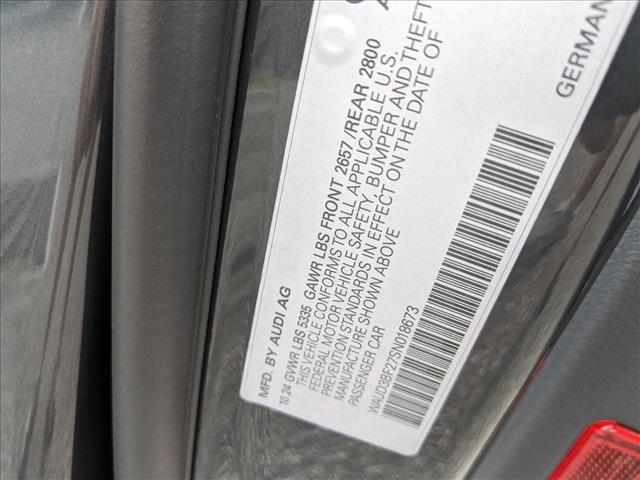 MFD. BY AUDI AG
10 24 GVWR LBS 5335 GAWR LBS FRONT 2657/REAR 2800
THIS VEHICLE CONFORMS TO ALL APPLICABLE U.S.
FEDERAL MOTOR VEHICLE SAFETY, BUMPER AND THEFT
PREVENTION STANDARDS IN EFFECT ON THE DATE OF
MANUFACTURE SHOWN ABOVE
PASSENGER CAR
WAUD3BF27SN018673
GERMAN